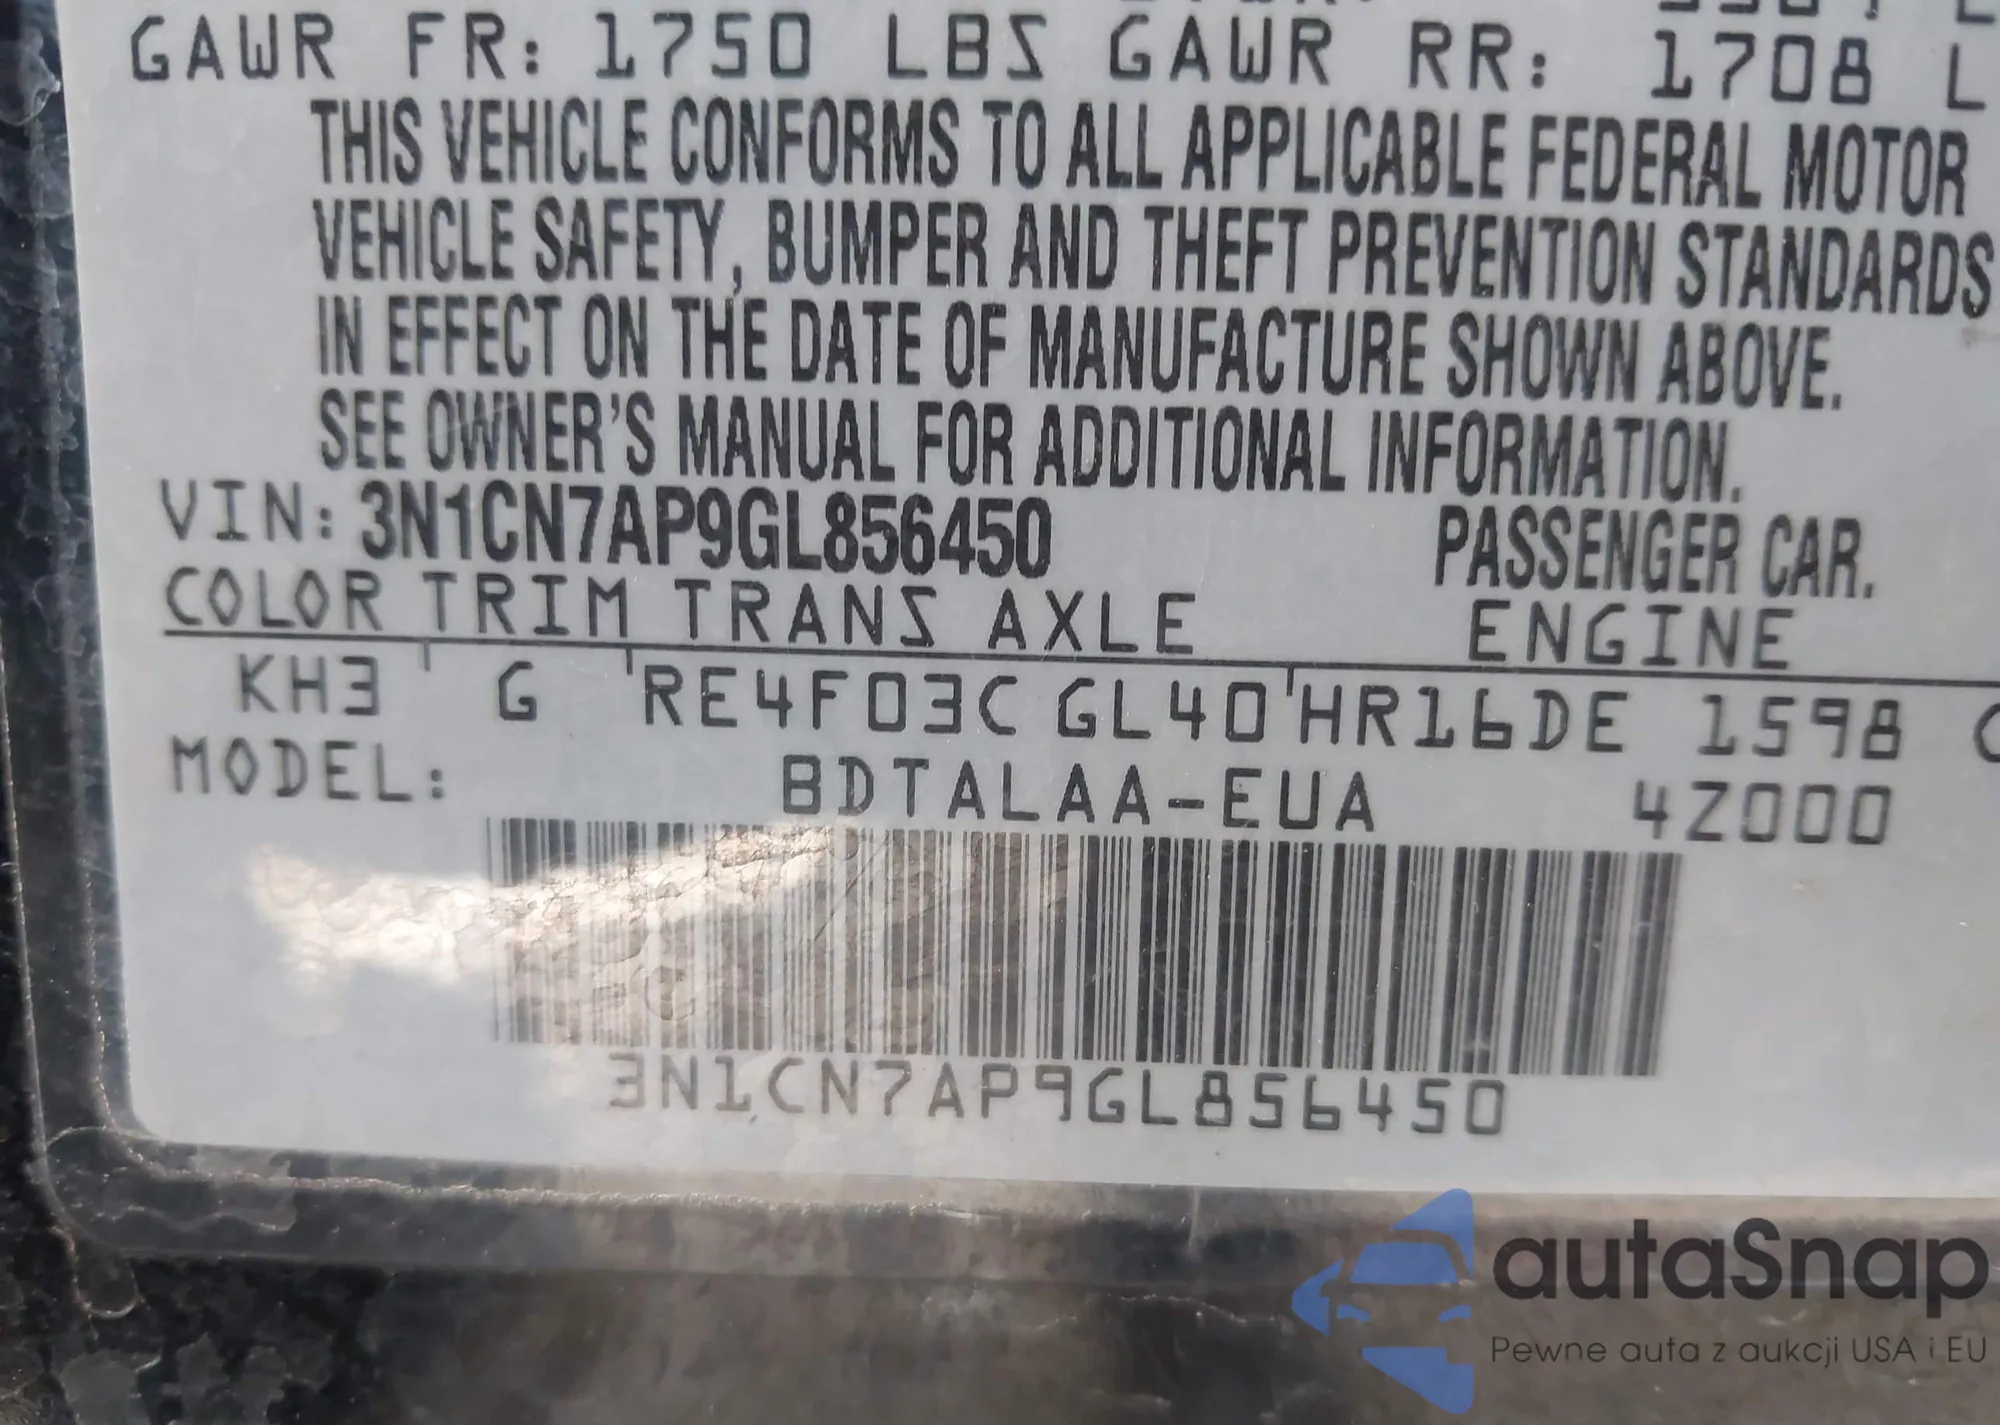 GAWR FR: 1750 LBS GAWR RR: 1708 L
THIS VEHICLE CONFORMS TO ALL APPLICABLE FEDERAL MOTOR
VEHICLE SAFETY, BUMPER AND THEFT PREVENTION STANDARDS
IN EFFECT ON THE DATE OF MANUFACTURE SHOWN ABOVE.
SEE OWNER'S MANUAL FOR ADDITIONAL INFORMATION.
VIN: 3N1CN7AP9GL856450 PASSENGER CAR.
COLOR TRIM TRANS AXLE ENGINE
KH3 G RE4F03C GL40 HR16DE 1598 C
MODEL: BDTALAA-EUA 4Z000
3N1CN7AP9GL856450
autaSnap
Pewne auta z aukcji USA i EU